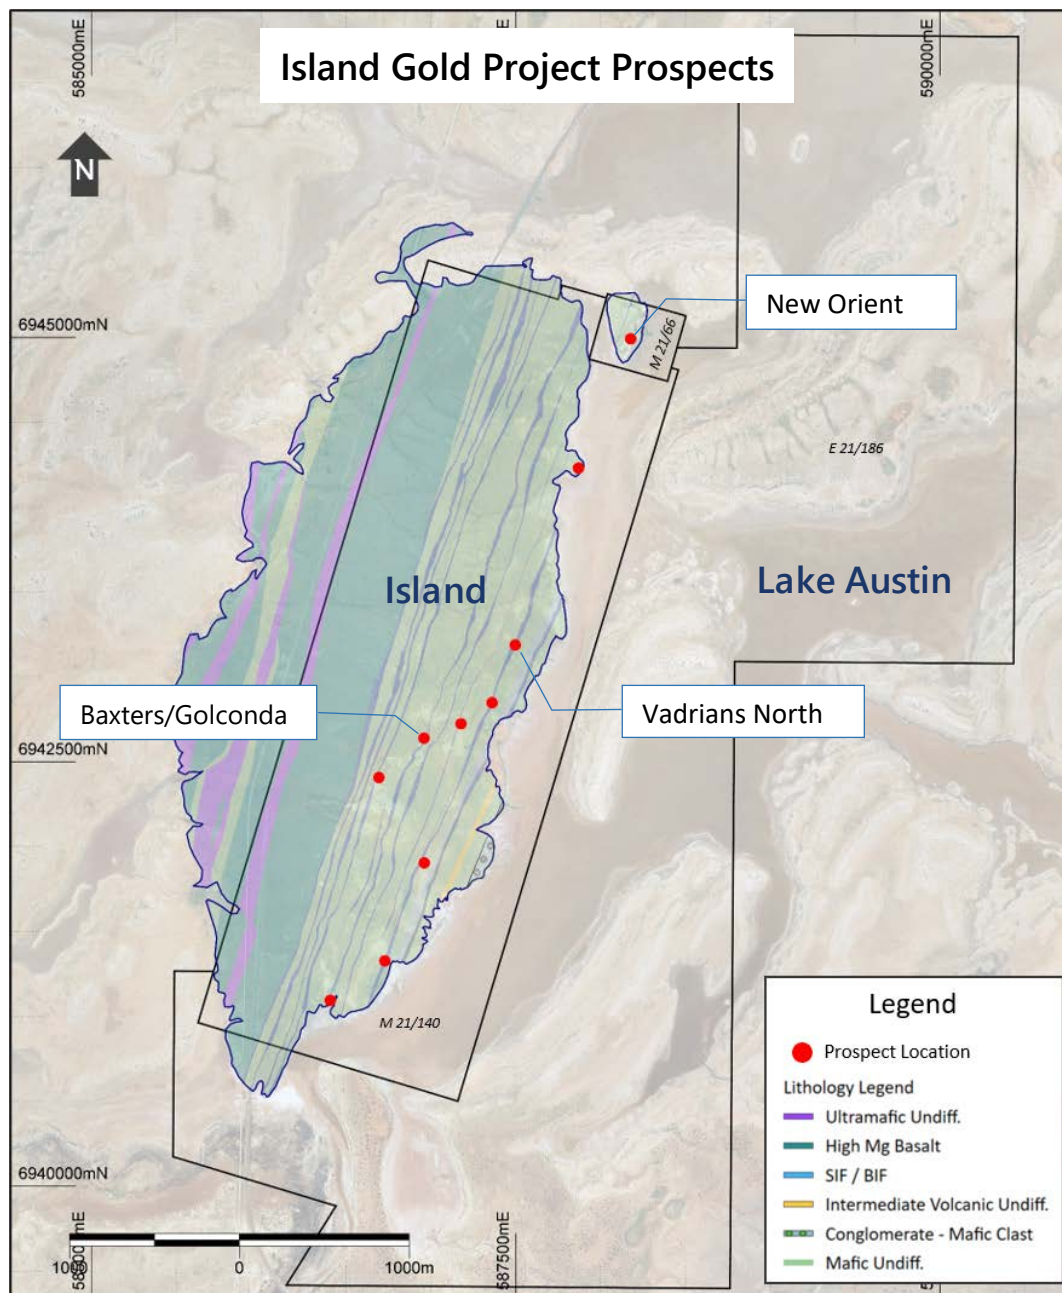 Island Gold Project Prospects
585000mE
590000mE
N
New Orient
6945000mN
M 21/66
E 21/186
Island
Lake Austin
Baxters/Golconda
Vadrians North
6942500mN
M 21/140
Legend
Prospect Location
Lithology Legend
Ultramafic Undiff.
High Mg Basalt
SIF / BIF
Intermediate Volcanic Undiff.
Conglomerate - Mafic Clast
Mafic Undiff.
6940000mN
587500mE
0
1000m